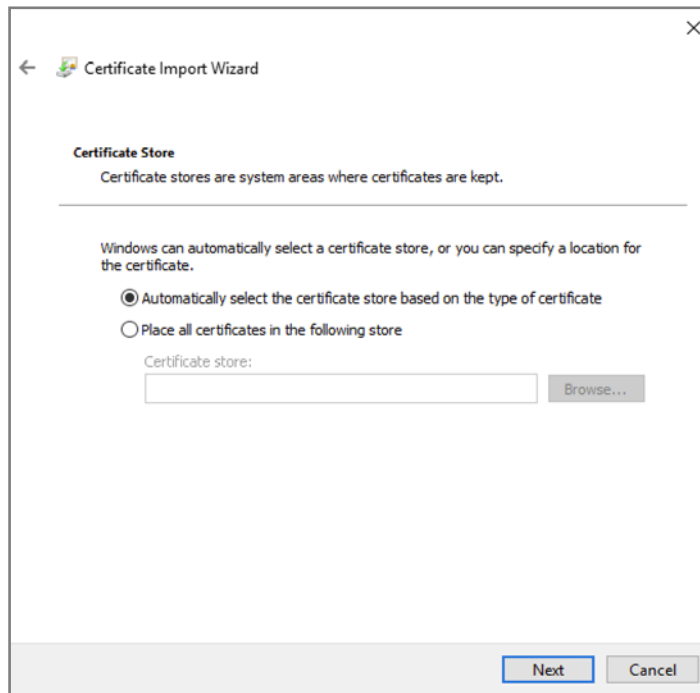 Certificate Import Wizard
Certificate Store
Certificate stores are system areas where certificates are kept.
Windows can automatically select a certificate store, or you can specify a location for
the certificate.
Automatically select the certificate store based on the type of certificate
Place all certificates in the following store
Certificate store:
Browse...
Next
Cancel